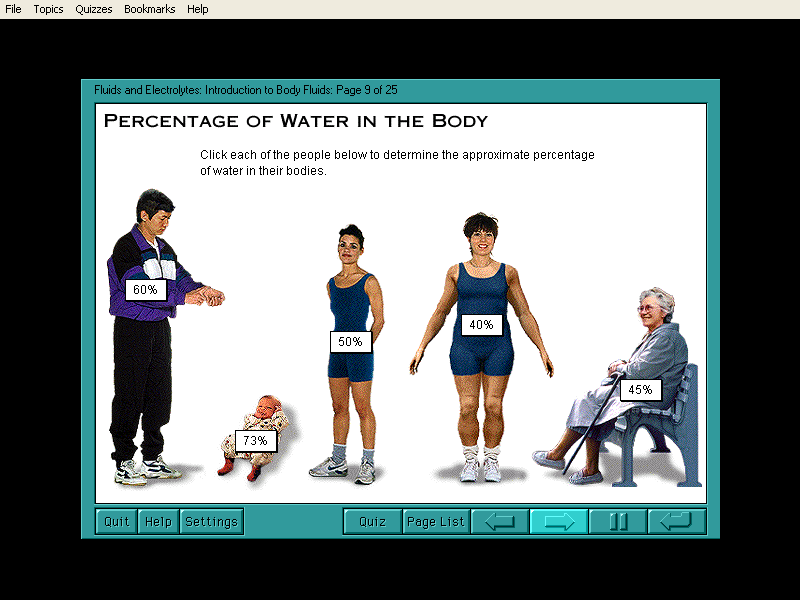 File Topics Quizzes Bookmarks Help
Fluids and Electrolytes: Introduction to Body Fluids: Page 9 of 25
Percentage of Water in the Body
Click each of the people below to determine the approximate percentage
of water in their bodies.
60%
73%
50%
40%
45%
Quit Help Settings Quiz Page List